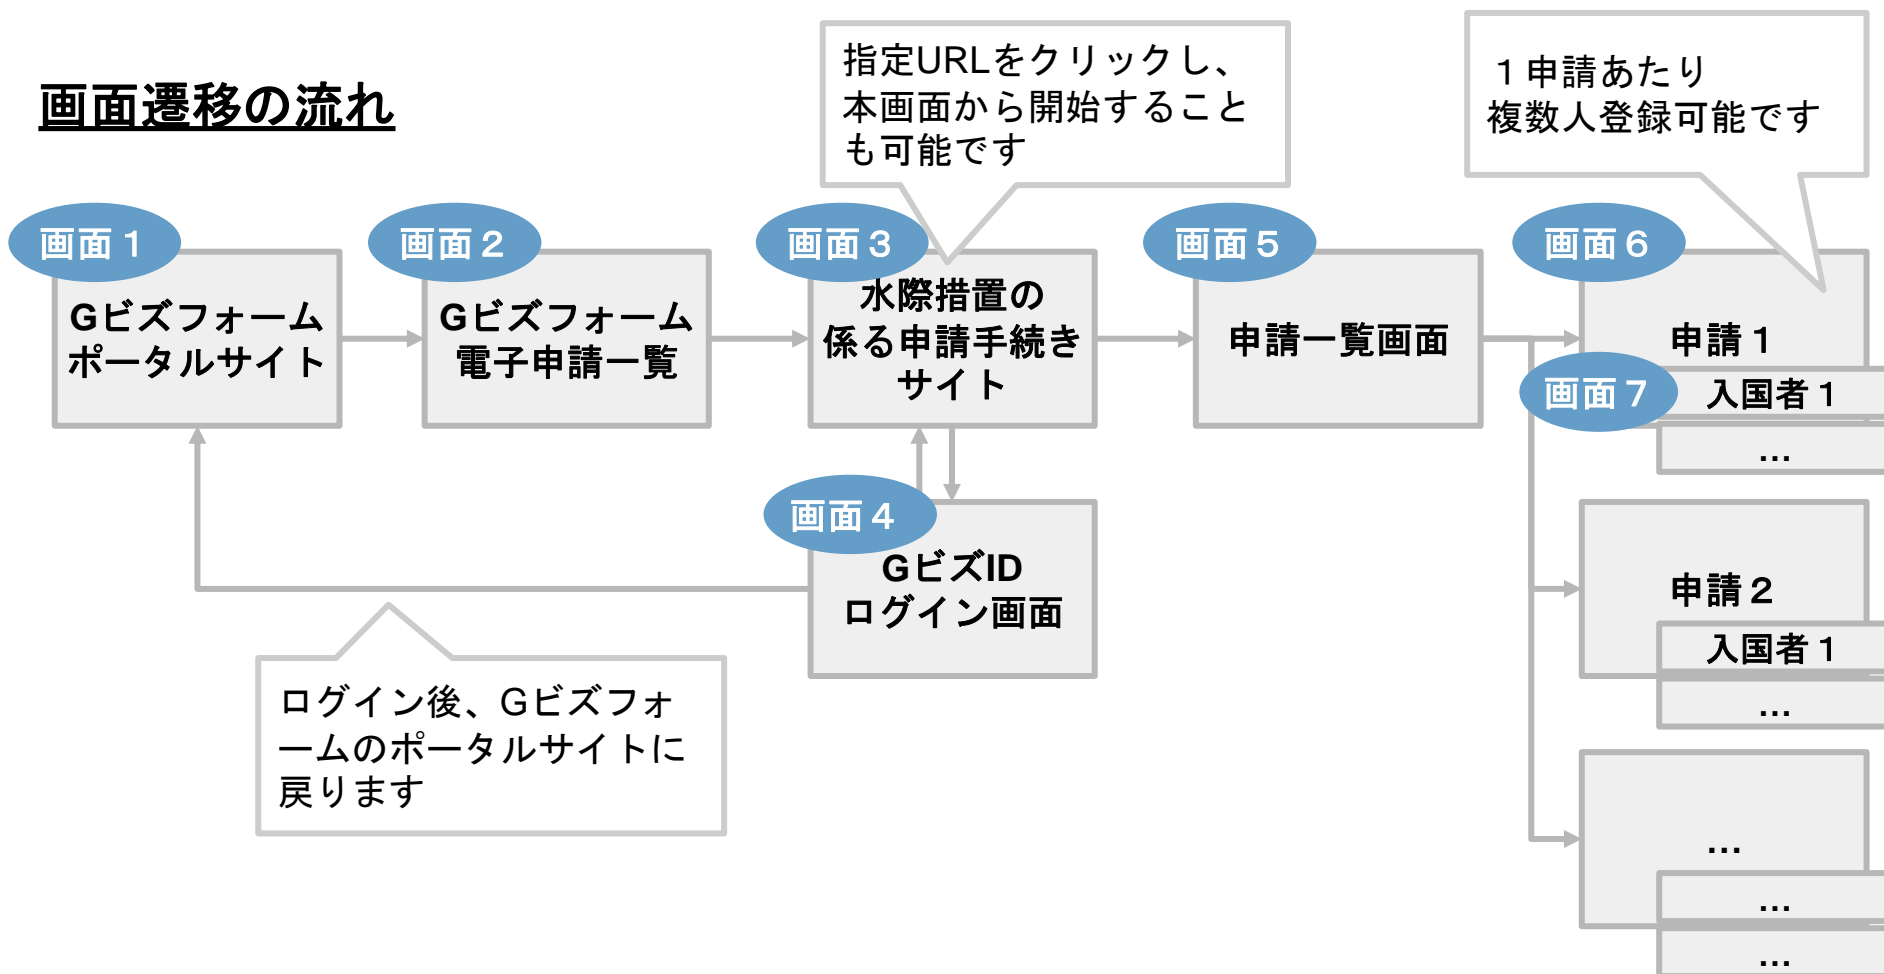 画面遷移の流れ
指定URLをクリックし、
本画面から開始すること
も可能です
１申請あたり
複数人登録可能です
画面１
Gビズフォーム
ポータルサイト
画面２
Gビズフォーム
電子申請一覧
画面３
水際措置の
係る申請手続き
サイト
画面５
申請一覧画面
画面６
申請１
画面７
入国者１
...
画面４
GビズID
ログイン画面
申請２
入国者１
...
ログイン後、Gビズフォ
ームのポータルサイトに
戻ります
...
...
...